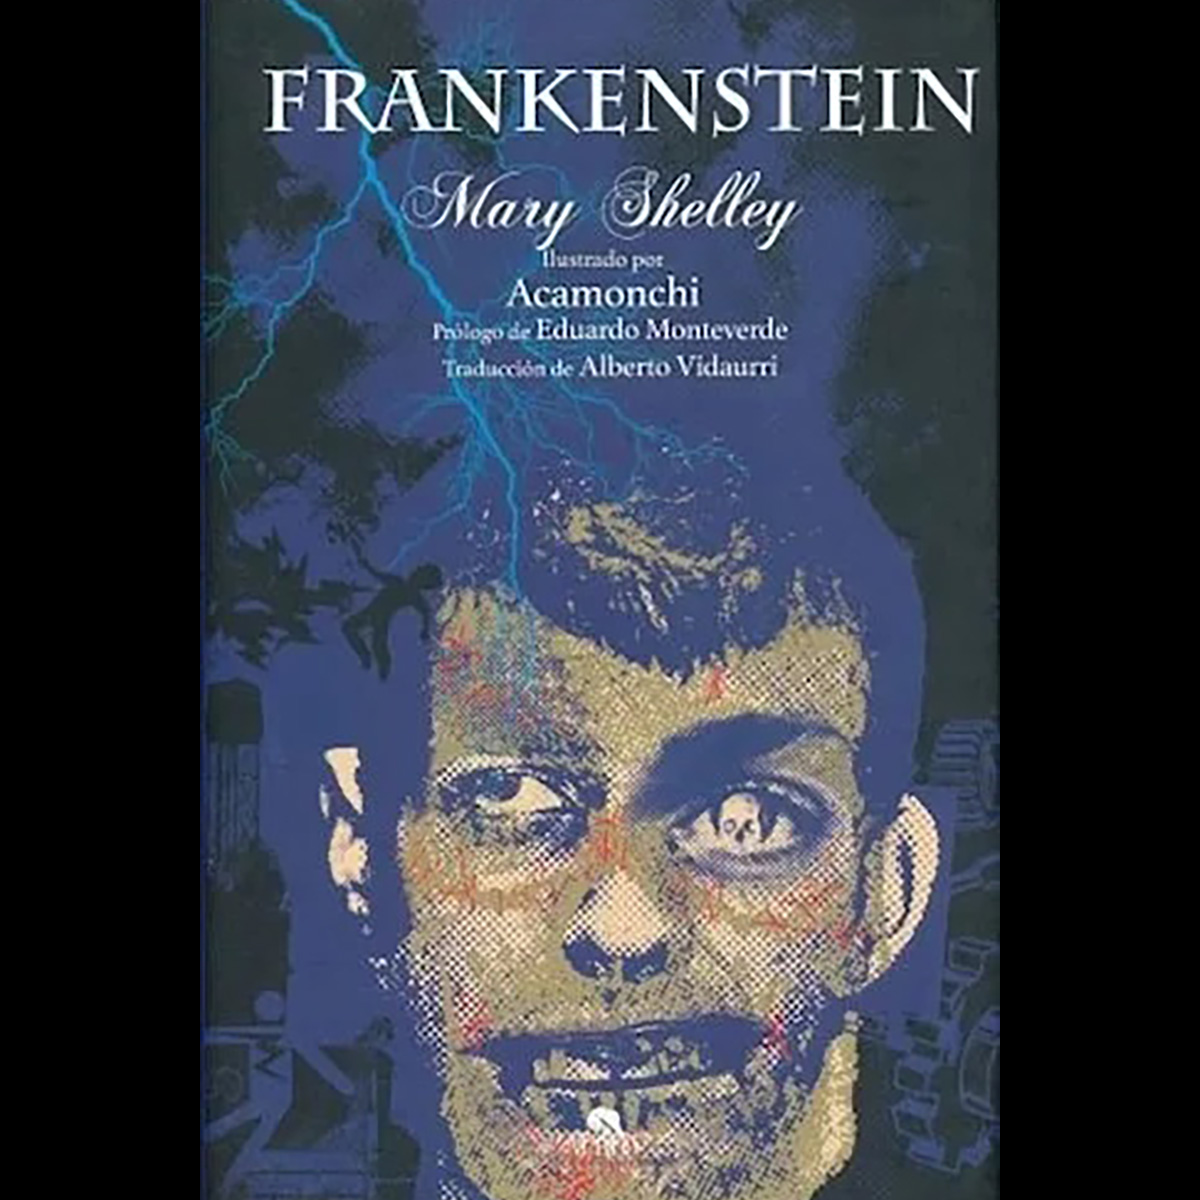 FRANKENSTEIN
Mary Shelley
Ilustrado por
Acamonchi
Prólogo de Eduardo Monteverde
Traducción de Alberto Vidaurri